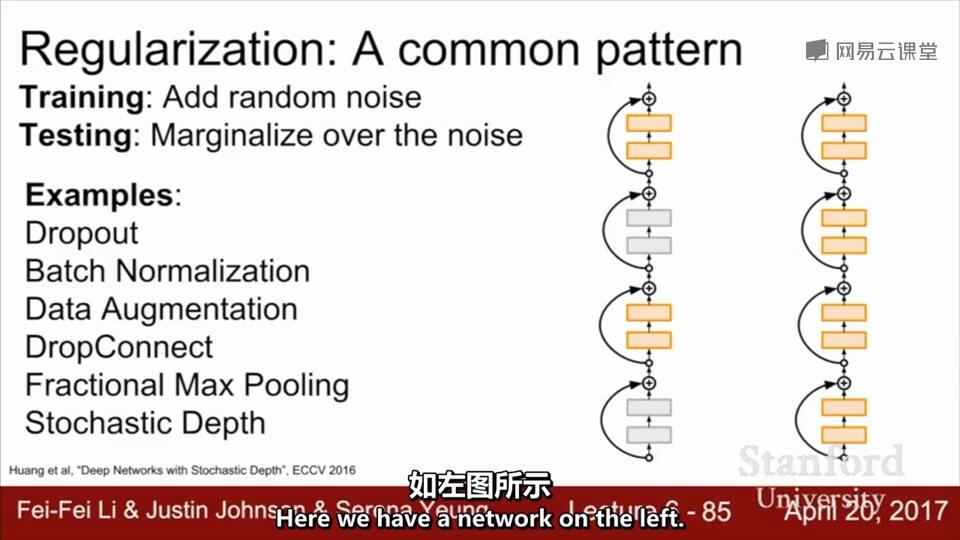 Regularization: A common pattern
网易云课堂
Training: Add random noise
Testing: Marginalize over the noise
Examples:
Dropout
Batch Normalization
Data Augmentation
DropConnect
Fractional Max Pooling
Stochastic Depth
Huang et al, “Deep Networks with Stochastic Depth”, ECCV 2016
Stanford
University
如左图所示
Fei-Fei Li & Justin Johnson & Serena Yeung
Lecture 6 - 85
April 20, 2017
Here we have a network on the left.